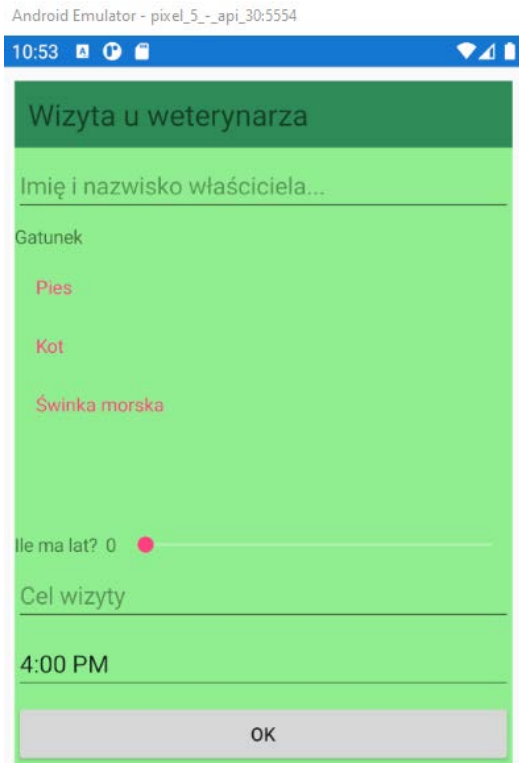 Android Emulator - pixel_5_-_api_30:5554
10:53
Wizyta u weterynarza
Imię i nazwisko właściciela...
Gatunek
Pies
Kot
Świnka morska
Ile ma lat? 0
Cel wizyty
4:00 PM
OK